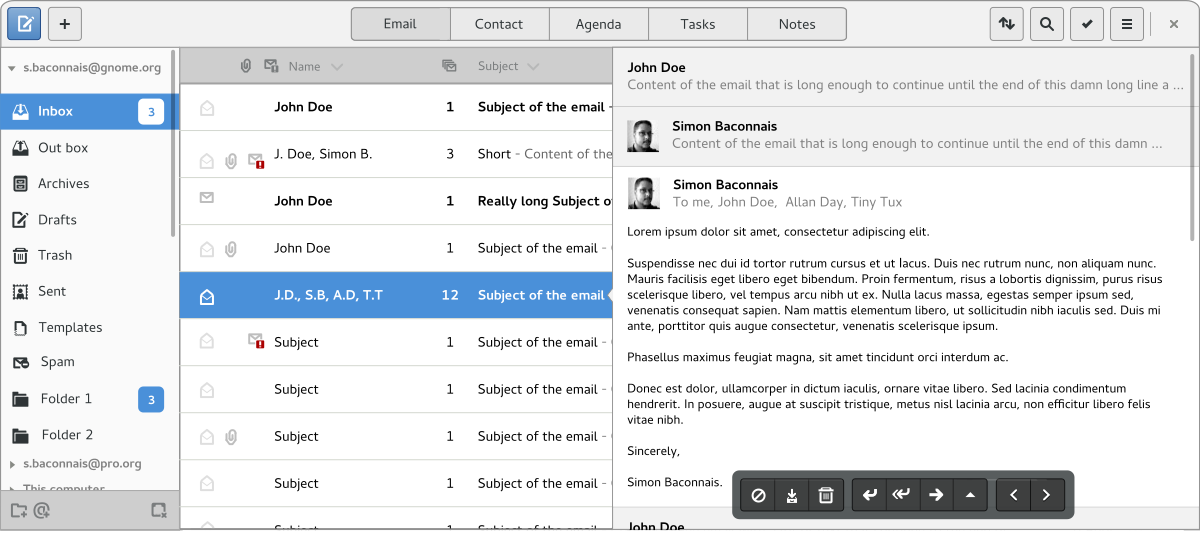 Email Contact Agenda Tasks Notes
s.baconnais@gnome.org
Inbox 3
Out box
Archives
Drafts
Trash
Sent
Templates
Spam
Folder 1 3
Folder 2
s.baconnais@pro.org
This computer
Name Subject
John Doe 1 Subject of the email -
J. Doe, Simon B. 3 Short - Content of the
John Doe 1 Really long Subject o
John Doe 1 Subject of the email -
J.D., S.B, A.D, T.T 12 Subject of the email
Subject 1 Subject of the email -
Subject 1 Subject of the email -
Subject 1 Subject of the email -
Subject 1 Subject of the email -
Subject 1 Subject of the email -
John Doe
Content of the email that is long enough to continue until the end of this damn long line a ...
Simon Baconnais
Content of the email that is long enough to continue until the end of this damn ...
Simon Baconnais
To me, John Doe, Allan Day, Tiny Tux
Lorem ipsum dolor sit amet, consectetur adipiscing elit.
Suspendisse nec dui id tortor rutrum cursus et ut lacus. Duis nec rutrum nunc, non aliquam nunc.
Mauris facilisis eget libero eget bibendum. Proin fermentum, risus a lobortis dignissim, purus risus
scelerisque libero, vel tempus arcu nibh ut ex. Nulla lacus massa, egestas semper ipsum sed,
venenatis consequat sapien. Nam mattis elementum libero, ut sollicitudin nibh iaculis sed. Duis mi
ante, porttitor quis augue consectetur, venenatis scelerisque ipsum.
Phasellus maximus feugiat magna, sit amet tincidunt orci interdum ac.
Donec est dolor, ullamcorper in dictum iaculis, ornare vitae libero. Sed lacinia condimentum
hendrerit. In posuere, augue at suscipit tristique, metus nisl lacinia arcu, non efficitur libero felis
vitae nibh.
Sincerely,
Simon Baconnais.
John Doe